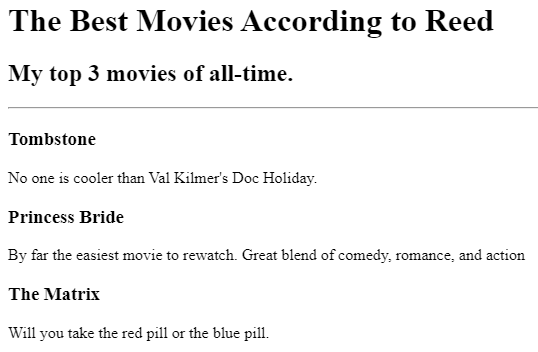 The Best Movies According to Reed
My top 3 movies of all-time.
Tombstone
No one is cooler than Val Kilmer's Doc Holiday.
Princess Bride
By far the easiest movie to rewatch. Great blend of comedy, romance, and action
The Matrix
Will you take the red pill or the blue pill.